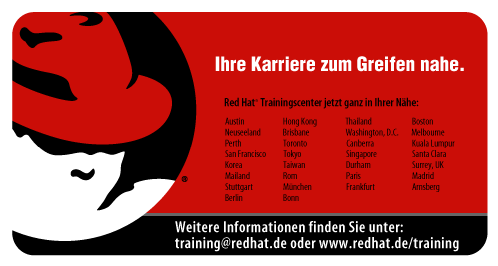 Ihre Karriere zum Greifen nahe.
Red Hat® Trainingscenter jetzt ganz in Ihrer Nähe:
Austin Hong Kong Thailand Boston
Neuseeland Brisbane Washington, D.C. Melbourne
Perth Toronto Canberra Kuala Lumpur
San Francisco Tokyo Singapore Santa Clara
Korea Taiwan Durham Surrey, UK
Mailand Rom Paris Madrid
Stuttgart München Frankfurt Arnsberg
Berlin Bonn
®
Weitere Informationen finden Sie unter:
training@redhat.de oder www.redhat.de/training